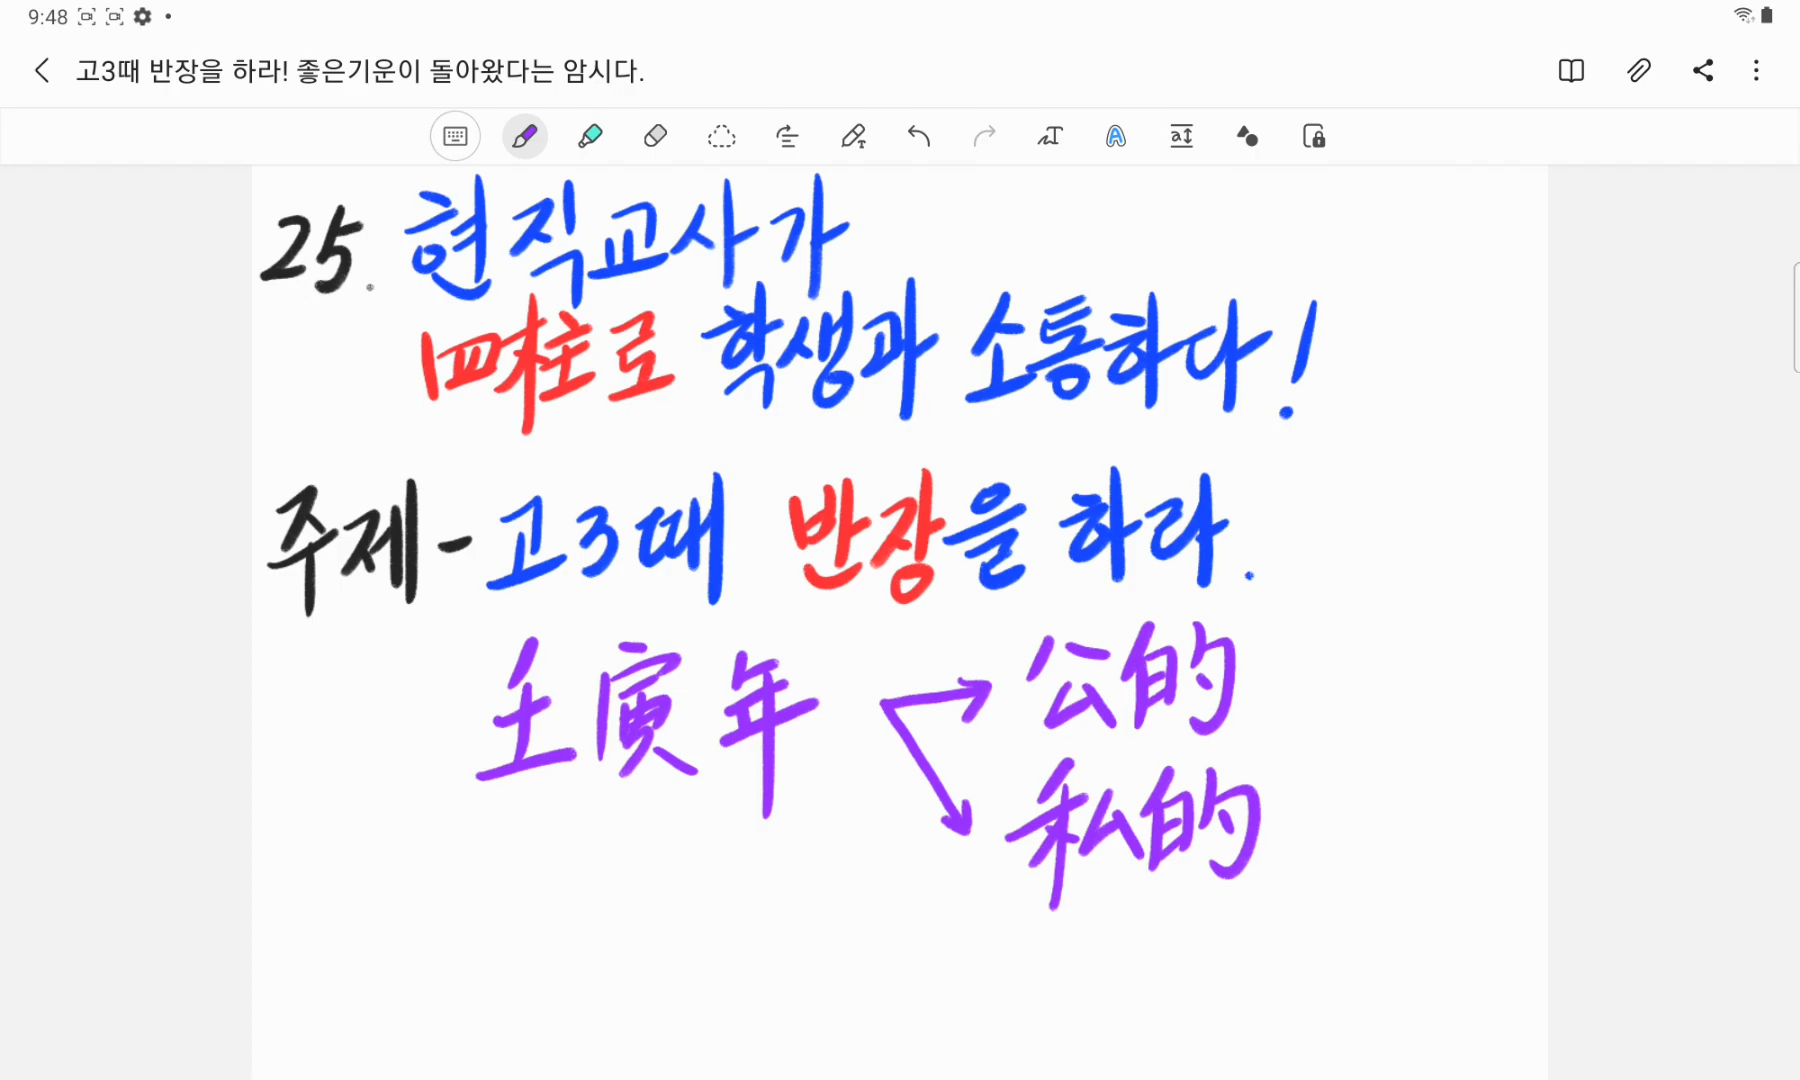 9:48
고3때 반장을 하라! 좋은기운이 돌아왔다는 암시다.
25. 현직교사가
四柱로 학생과 소통하다!
주제-고3때 반장을 하라.
壬寅年 公的
私的